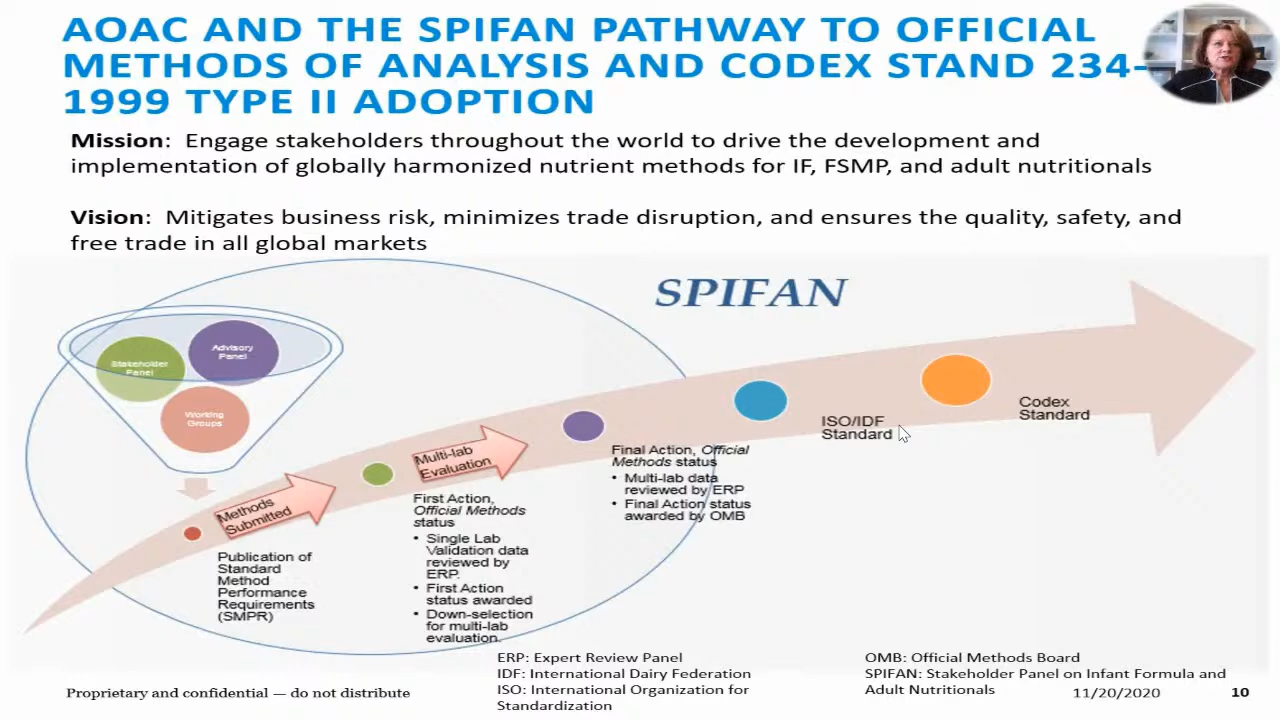 AOAC AND THE SPIFAN PATHWAY TO OFFICIAL
METHODS OF ANALYSIS AND CODEX STAND 234-
1999 TYPE II ADOPTION
Mission: Engage stakeholders throughout the world to drive the development and
implementation of globally harmonized nutrient methods for IF, FSMP, and adult nutritionals
Vision: Mitigates business risk, minimizes trade disruption, and ensures the quality, safety, and
free trade in all global markets
SPIFAN
Stakeholder
Panel
Advisory
Panel
Working
Groups
Methods
Submitted
Publication of
Standard
Method
Performance
Requirements
(SMPR)
Multi-lab
Evaluation
First Action,
Official Methods
status
• Single Lab
Validation data
reviewed by
ERP.
• First Action
status awarded
• Down-selection
for multi-lab
evaluation.
Final Action, Official
Methods status
• Multi-lab data
reviewed by ERP
• Final Action status
awarded by OMB
ISO/IDF
Standard
Codex
Standard
ERP: Expert Review Panel
IDF: International Dairy Federation
ISO: International Organization for
Standardization
OMB: Official Methods Board
SPIFAN: Stakeholder Panel on Infant Formula and
Adult Nutritionals
Proprietary and confidential — do not distribute
11/20/2020
10